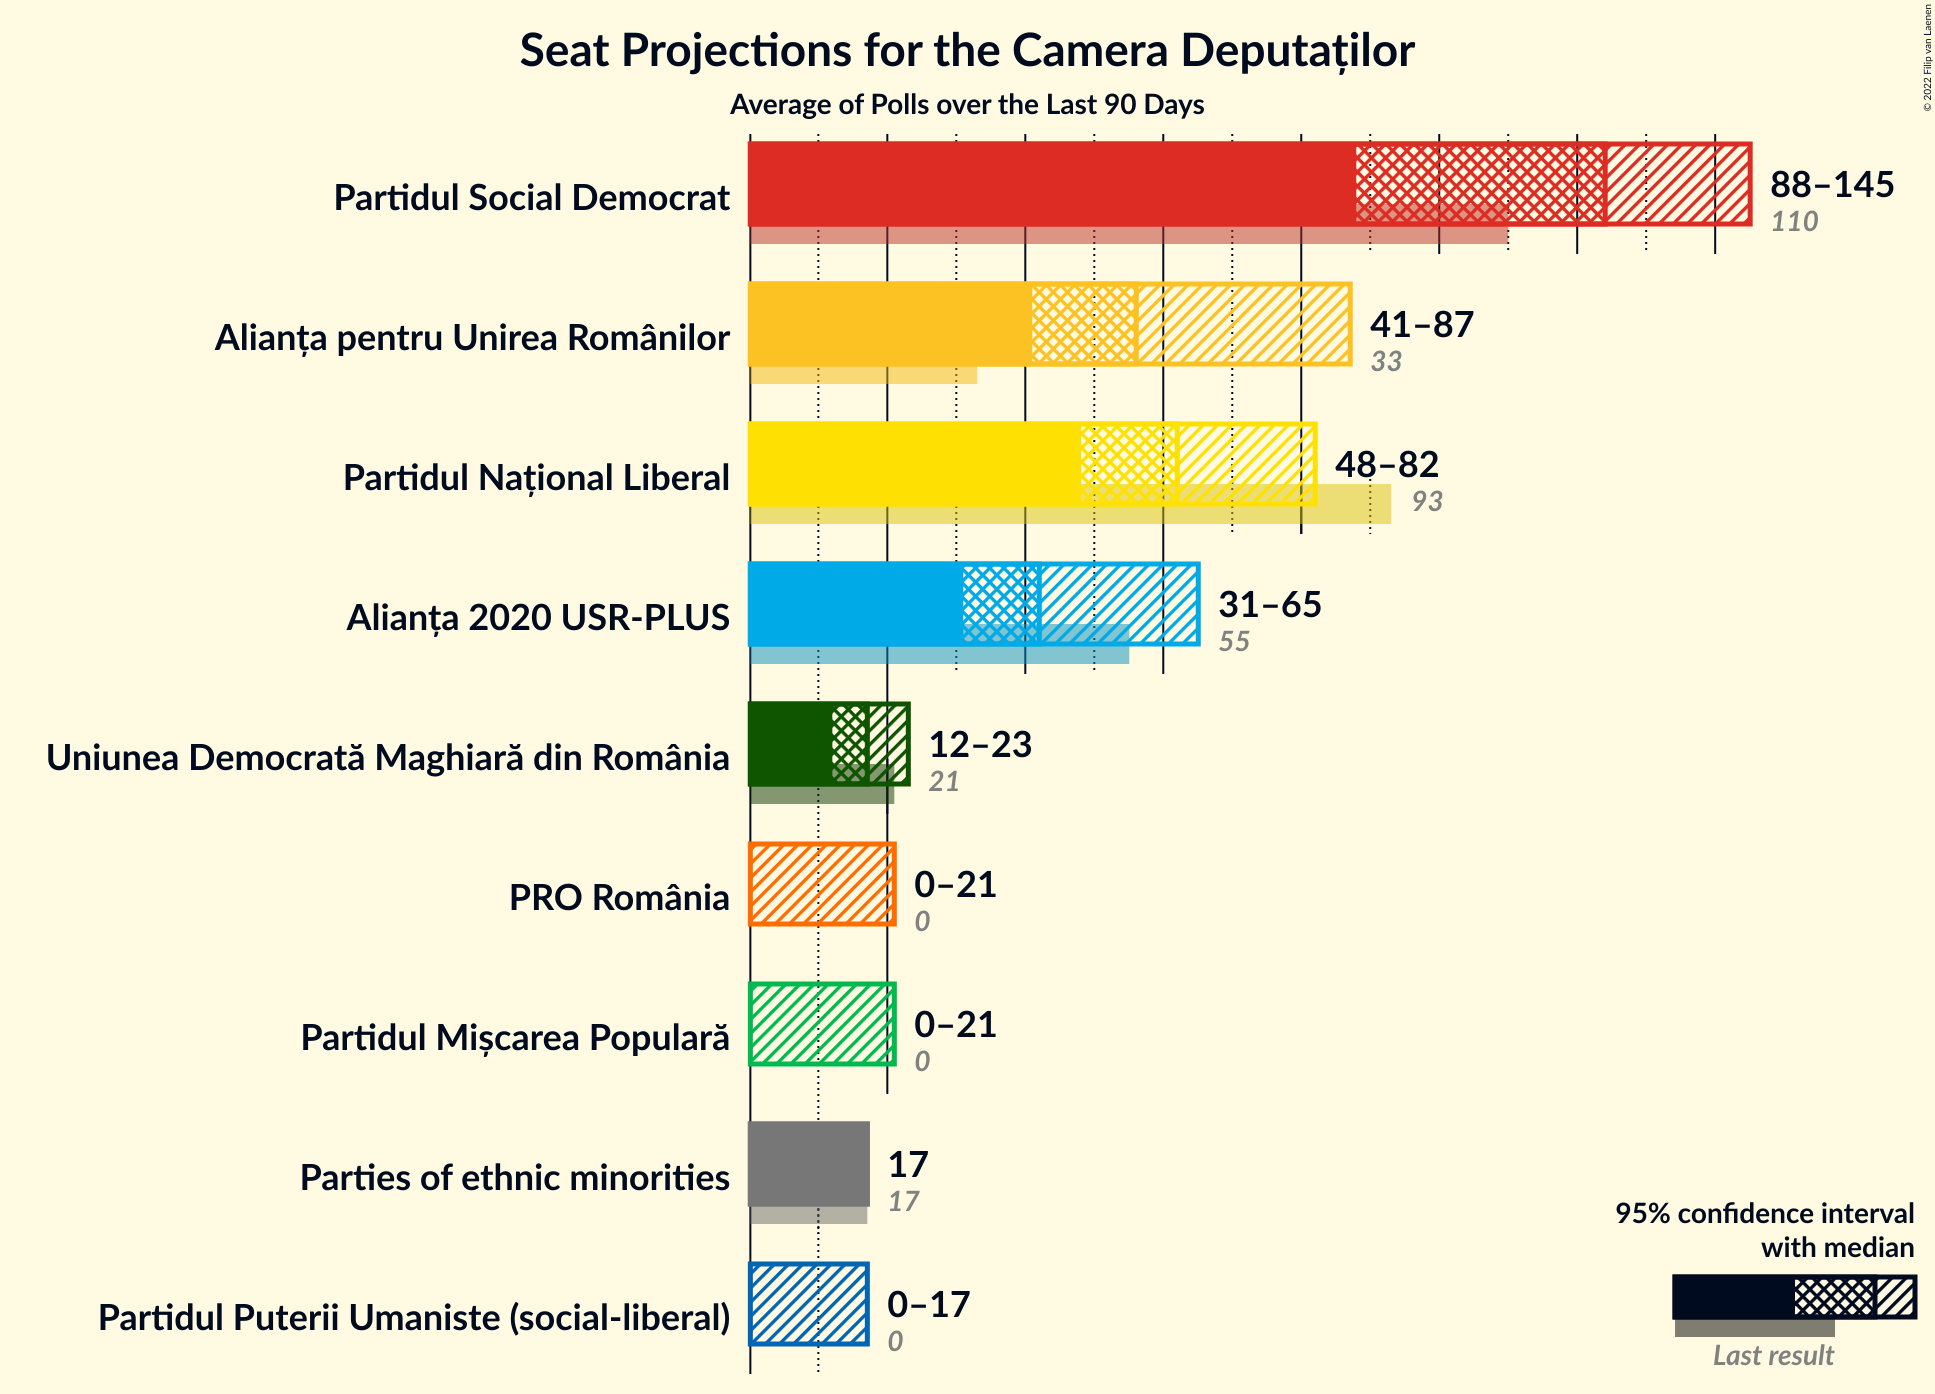 Seat Projections for the Camera Deputaților
Average of Polls over the Last 90 Days
© 2022 Filip van Laenen
Partidul Social Democrat
88–145
110
Alianța pentru Unirea Românilor
41–87
33
Partidul Național Liberal
48–82
93
Alianța 2020 USR-PLUS
31–65
55
Uniunea Democrată Maghiară din România
12–23
21
PRO România
0–21
0
Partidul Mișcarea Populară
0–21
0
Parties of ethnic minorities
17
17
Partidul Puterii Umaniste (social-liberal)
0–17
0
95% confidence interval
with median
Last result